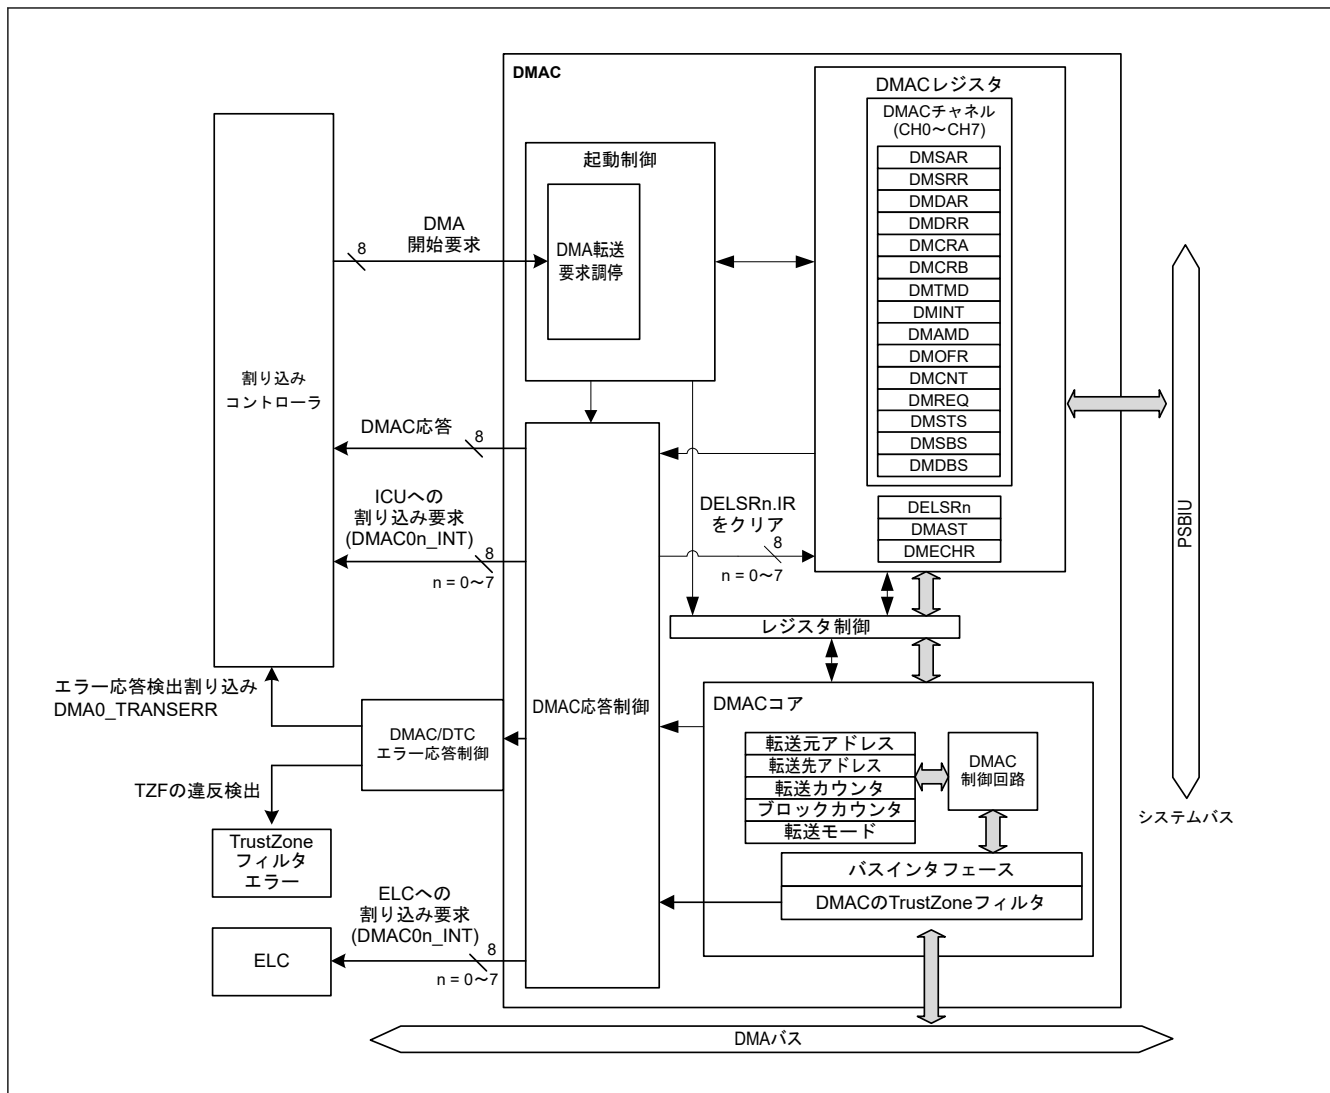 DMAC
DMACレジスタ
DMACチャネル
(CH0～CH7)
DMSAR
DMSRR
DMDAR
DMDRR
DMCRA
DMCRB
DMTMD
DMINT
DMAMD
DMOFR
DMCNT
DMREQ
DMSTS
DMSBS
DMDBS
DELSRn
DMAST
DMECHR
起動制御
DMA転送
要求調停
DMA
開始要求
8
割り込み
コントローラ
DMAC応答
8
ICUへの
割り込み要求
(DMAC0n_INT)
8
n = 0～7
DELSRn.IR
をクリア
8
n = 0～7
PSBIU
システムバス
レジスタ制御
エラー応答検出割り込み
DMA0_TRANSERR
DMAC/DTC
エラー応答制御
DMAC応答制御
TZFの違反検出
TrustZone
フィルタ
エラー
ELCへの
割り込み要求
(DMAC0n_INT)
8
n = 0～7
ELC
DMACコア
転送元アドレス
転送先アドレス
転送カウンタ
ブロックカウンタ
転送モード
DMAC
制御回路
バスインタフェース
DMACのTrustZoneフィルタ
DMAバス